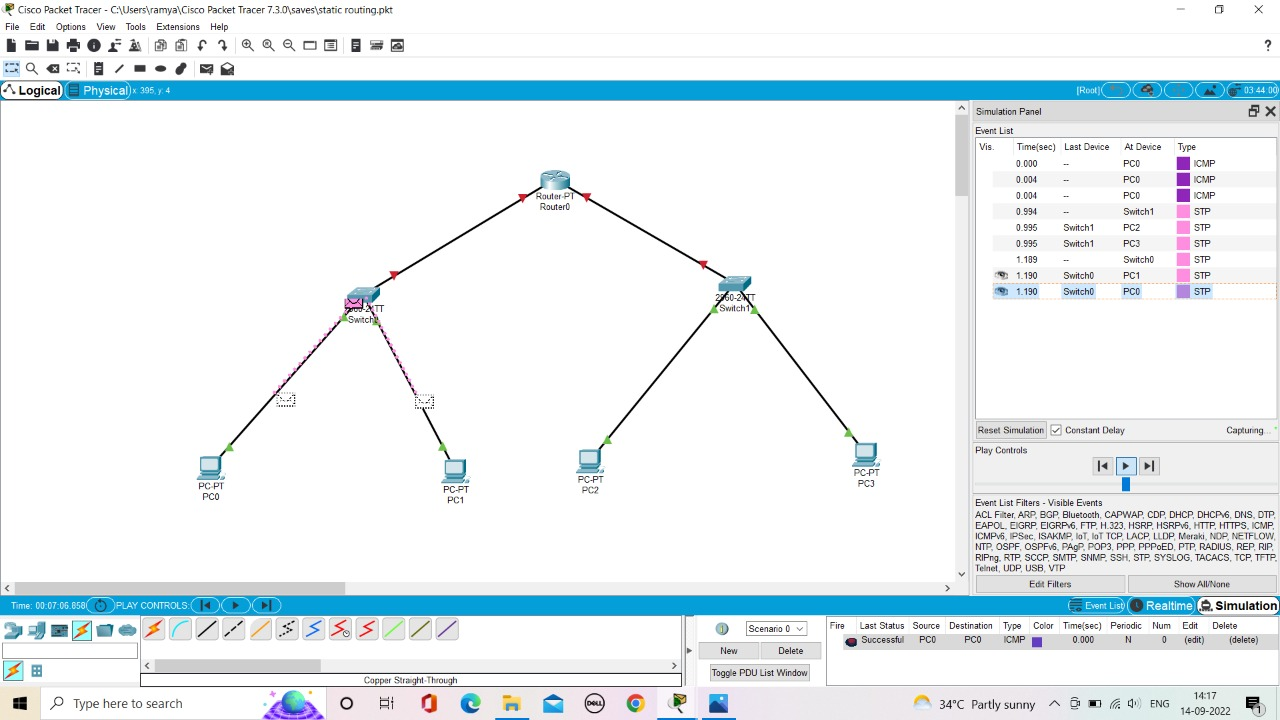 Cisco Packet Tracer - C:\Users\ramya\Cisco Packet Tracer 7.3.0\saves\static routing.pkt
File Edit Options View Tools Extensions Help
?
Logical Physical x: 395, y: 4 [Root] 03:44:00
Simulation Panel
Event List
Vis. Time(sec) Last Device At Device Type
0.000 -- PC0 ICMP
0.004 -- PC0 ICMP
0.004 -- PC0 ICMP
0.994 -- Switch1 STP
0.995 Switch1 PC2 STP
0.995 Switch1 PC3 STP
1.189 -- Switch0 STP
1.190 Switch0 PC1 STP
1.190 Switch0 PC0 STP
Reset Simulation Constant Delay Capturing...
Play Controls
Event List Filters - Visible Events
ACL Filter, ARP, BGP, Bluetooth, CAPWAP, CDP, DHCP, DHCPv6, DNS, DTP,
EAPOL, EIGRP, EIGRPv6, FTP, H.323, HSRP, HSRPv6, HTTP, HTTPS, ICMP,
ICMPv6, IPSec, ISAKMP, IoT, IoT TCP, LACP, LLDP, Meraki, NDP, NETFLOW,
NTP, OSPF, OSPFv6, PAgP, POP3, PPP, PPPoED, PTP, RADIUS, REP, RIP,
RIPng, RTP, SCCP, SMTP, SNMP, SSH, STP, SYSLOG, TACACS, TCP, TFTP,
Telnet, UDP, USB, VTP
Edit Filters Show All/None
Router-PT
Router0
2960-24TT
Switch1
PC-PT
PC0
PC-PT
PC1
PC-PT
PC2
PC-PT
PC3
Time: 00:07:06.858 PLAY CONTROLS: Event List Realtime Simulation
Scenario 0
New Delete
Toggle PDU List Window
Fire Last Status Source Destination Type Color Time(sec) Periodic Num Edit Delete
Successful PC0 PC0 ICMP 0.000 N 0 (edit) (delete)
Copper Straight-Through
Type here to search
DELL
34°C Partly sunny ENG
14:17
14-09-2022
1